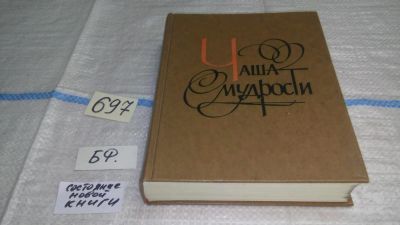 697
БФ.
состояние
новой
книги
Чаша
мудрости